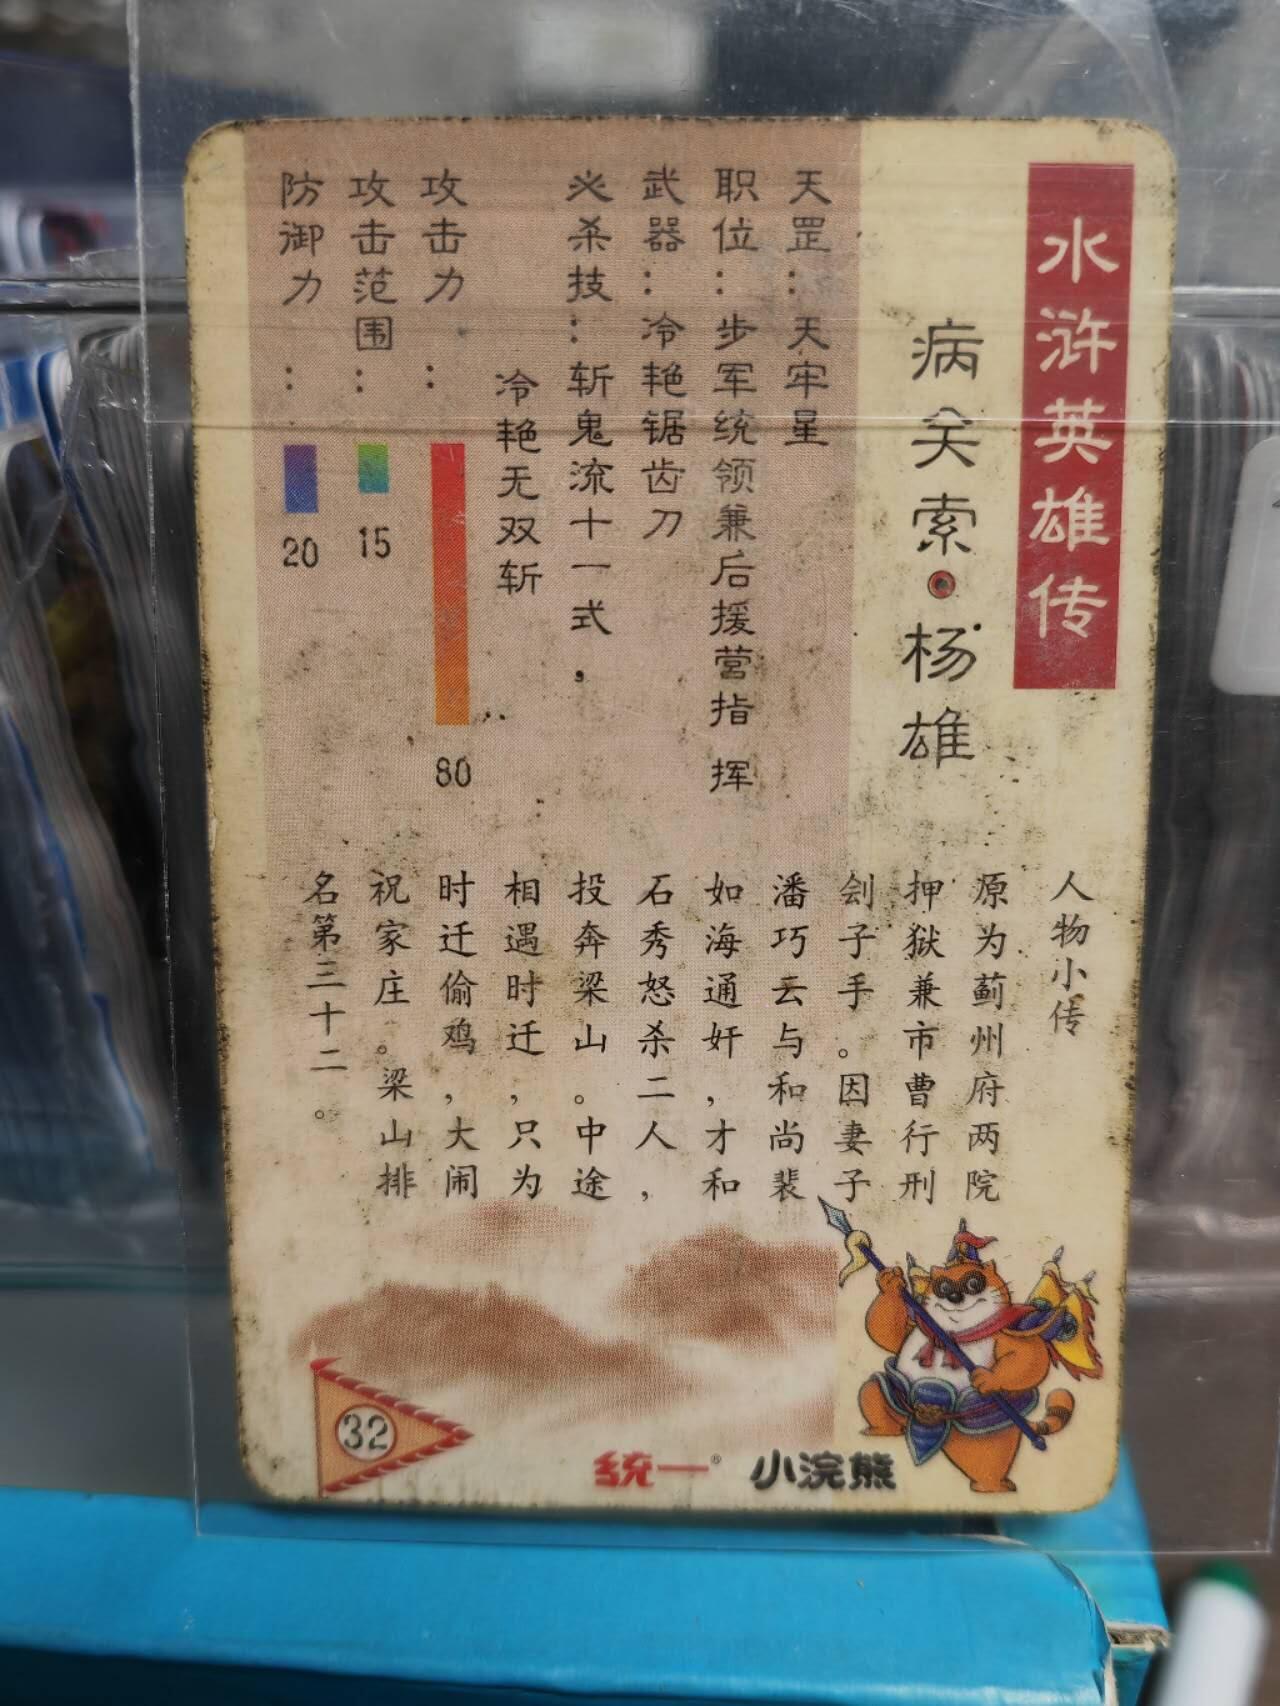 水浒英雄传
病关索·杨雄
天罡：天牢星
职位：步军统领兼后援营指挥
武器：冷艳锯齿刀
必杀技：斩鬼流十一式，
冷艳无双斩
攻击力：80
攻击范围：15
防御力：20
人物小传
原为蓟州府两院
押狱兼市曹行刑
刽子手。因妻子
潘巧云与和尚裴
如海通奸，才和
石秀怒杀二人，
投奔梁山。中途
相遇时迁，只为
时迁偷鸡，大闹
祝家庄。梁山排
名第三十二。
32
统一® 小浣熊